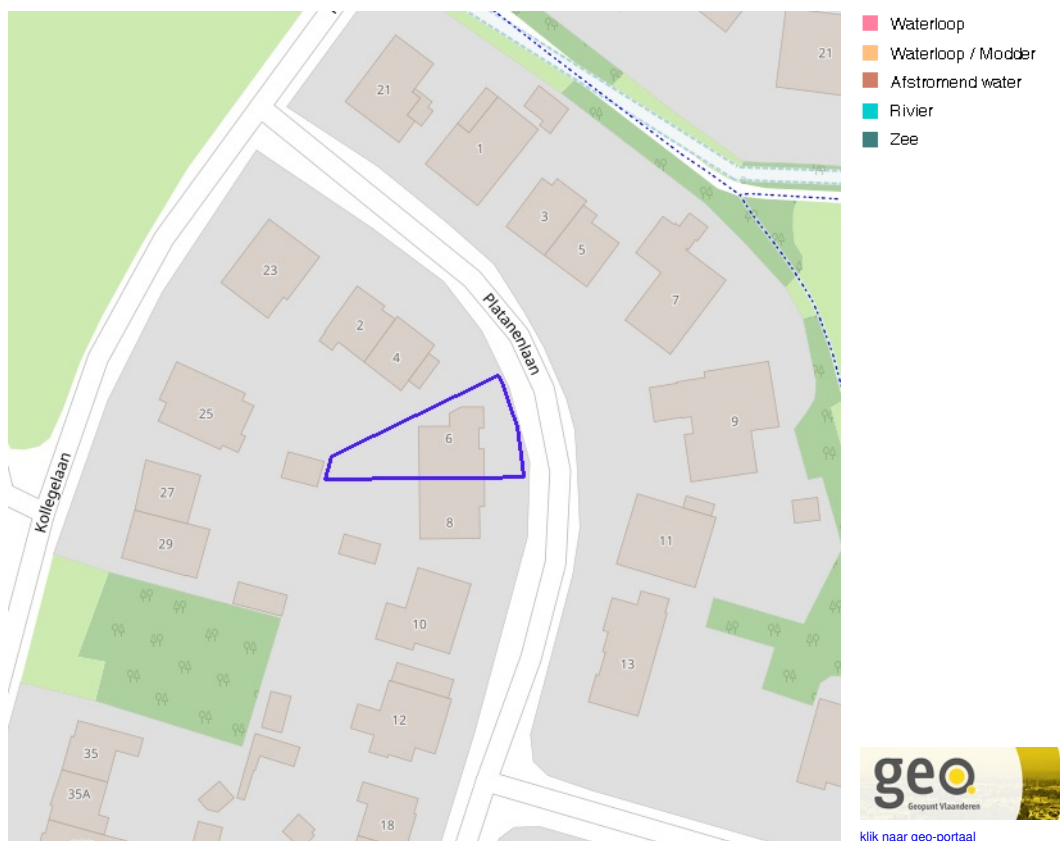 21
21
1
3
5
7
23
2
4
Platanenlaan
25
6
9
Kollegelaan
27
29
8
11
10
13
12
35
35A
18
Waterloop
Waterloop / Modder
Afstromend water
Rivier
Zee
geo
Geopunt Vlaanderen
klik naar geo-portaal